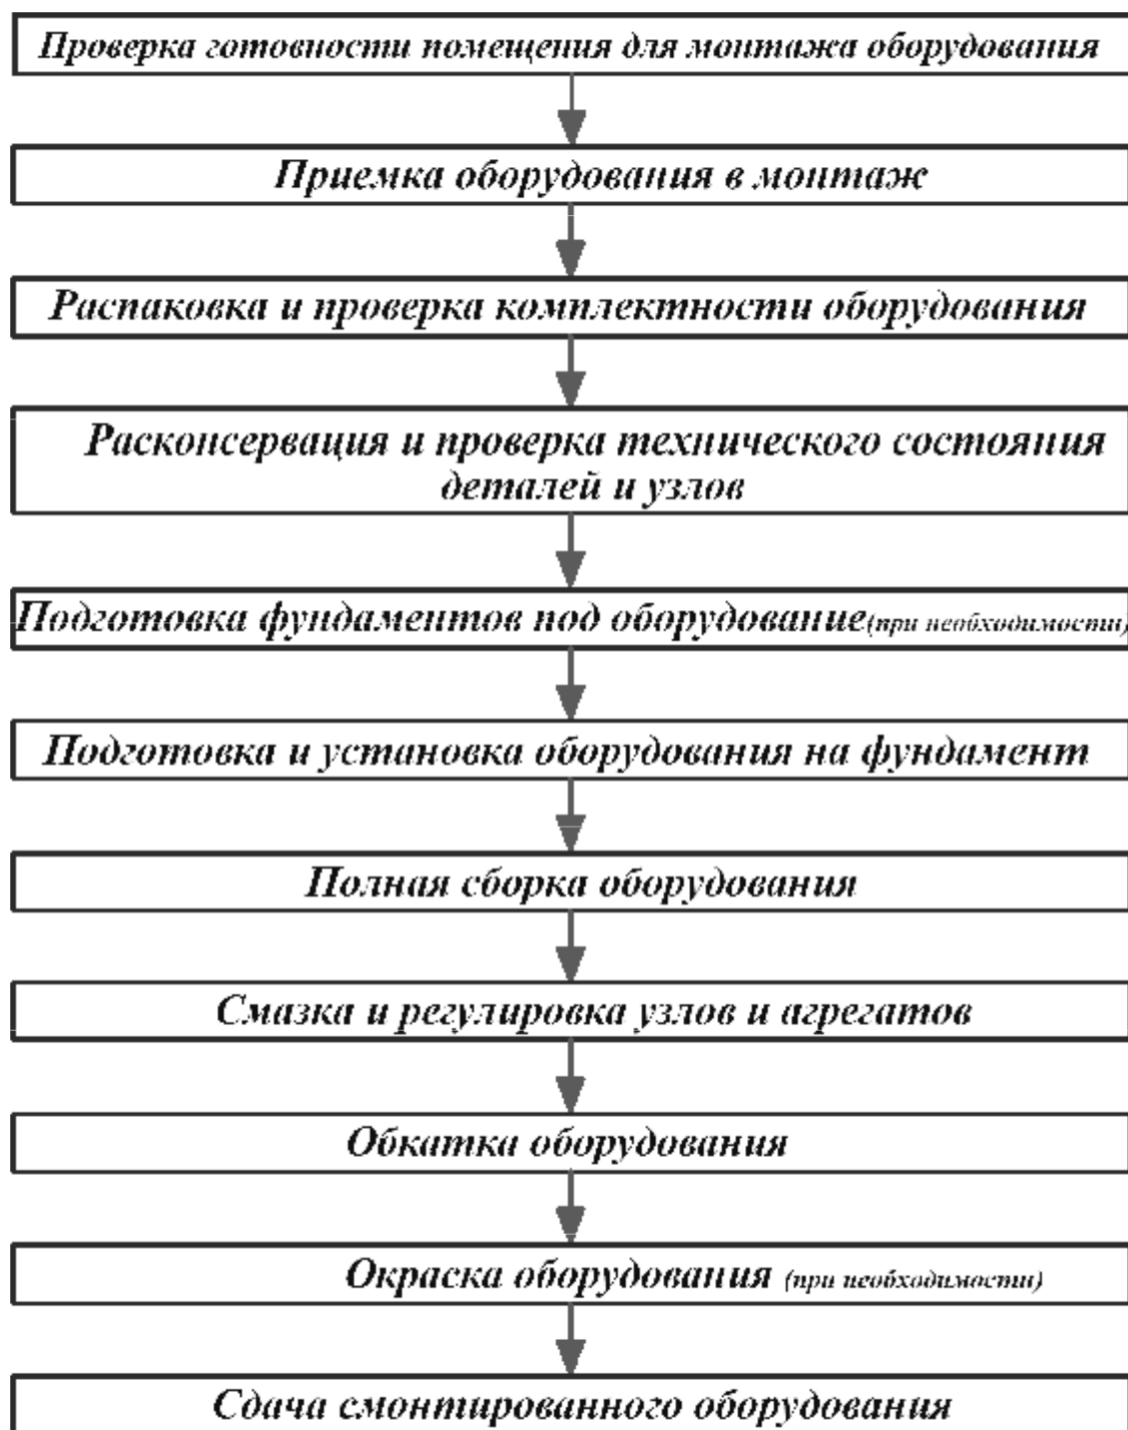 Проверка готовности помещения для монтажа оборудования
Приемка оборудования в монтаж
Распаковка и проверка комплектности оборудования
Расконсервация и проверка технического состояния
деталей и узлов
Подготовка фундаментов под оборудование(при необходимости)
Подготовка и установка оборудования на фундамент
Полная сборка оборудования
Смазка и регулировка узлов и агрегатов
Обкатка оборудования
Окраска оборудования (при необходимости)
Сдача смонтированного оборудования